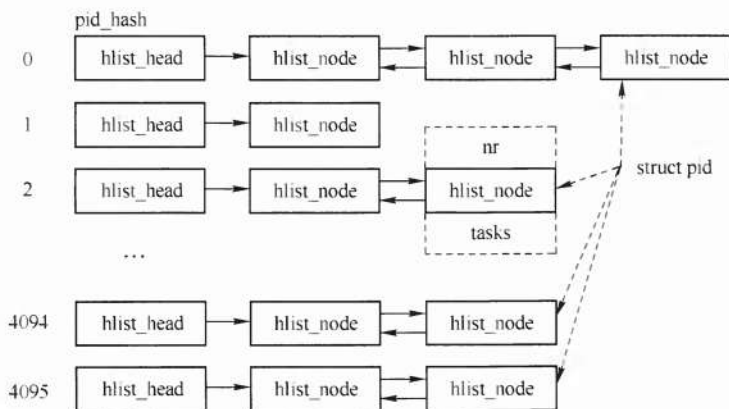 pid_hash
0 hlist_head hlist_node hlist_node hlist_node
1 hlist_head hlist_node
nr
2 hlist_head hlist_node hlist_node struct pid
tasks
...
4094 hlist_head hlist_node hlist_node
4095 hlist_head hlist_node hlist_node